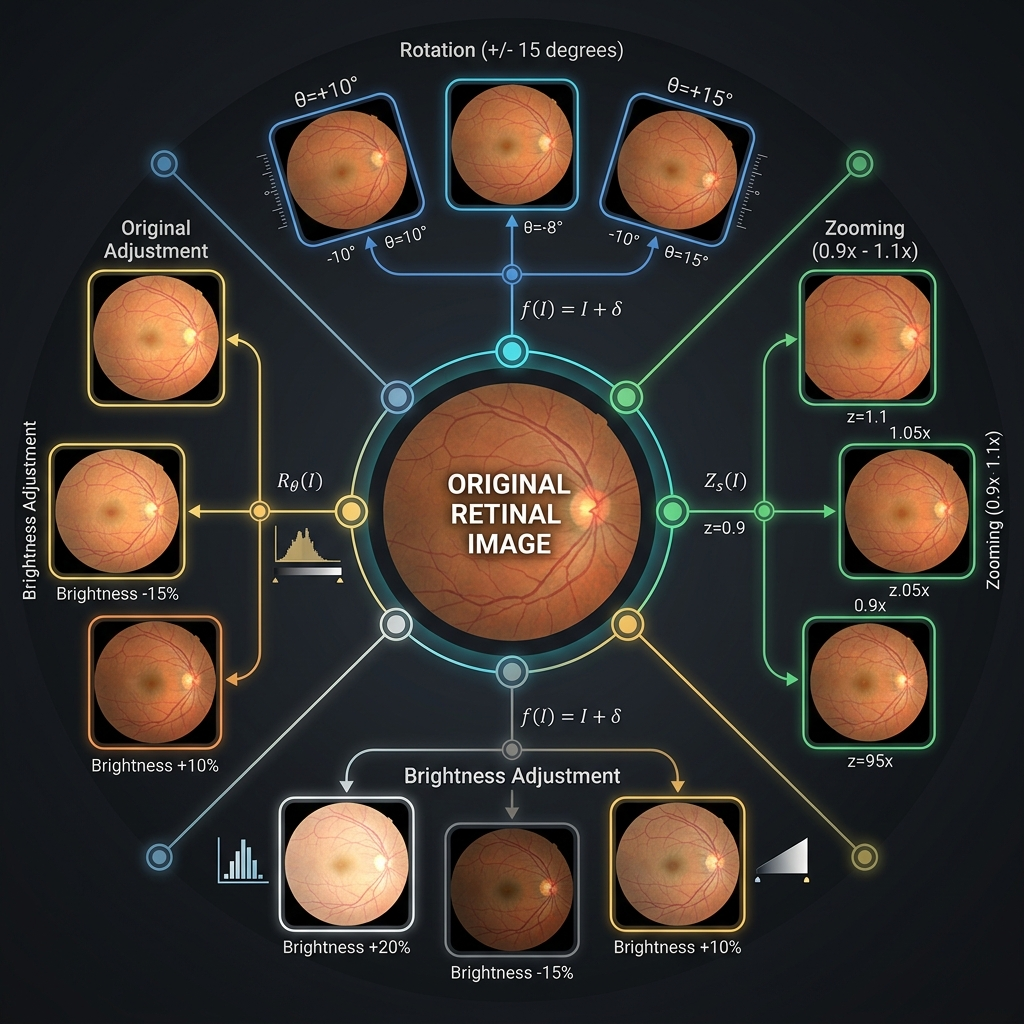 Rotation (+/- 15 degrees)
θ=+10°
θ=+15°
-10° θ=10°
θ=-8°
-10° θ=15°
f(I) = I + δ
Original
Adjustment
Zooming
(0.9x - 1.1x)
z=1.1
1.05x
Brightness Adjustment
R_θ(I)
ORIGINAL
RETINAL
IMAGE
Z_s(I)
z=0.9
Zooming (0.9x 1.1x)
Brightness -15%
z.05x
0.9x
Brightness +10%
z=95x
f(I) = I + δ
Brightness Adjustment
Brightness +20%
Brightness -15%
Brightness +10%